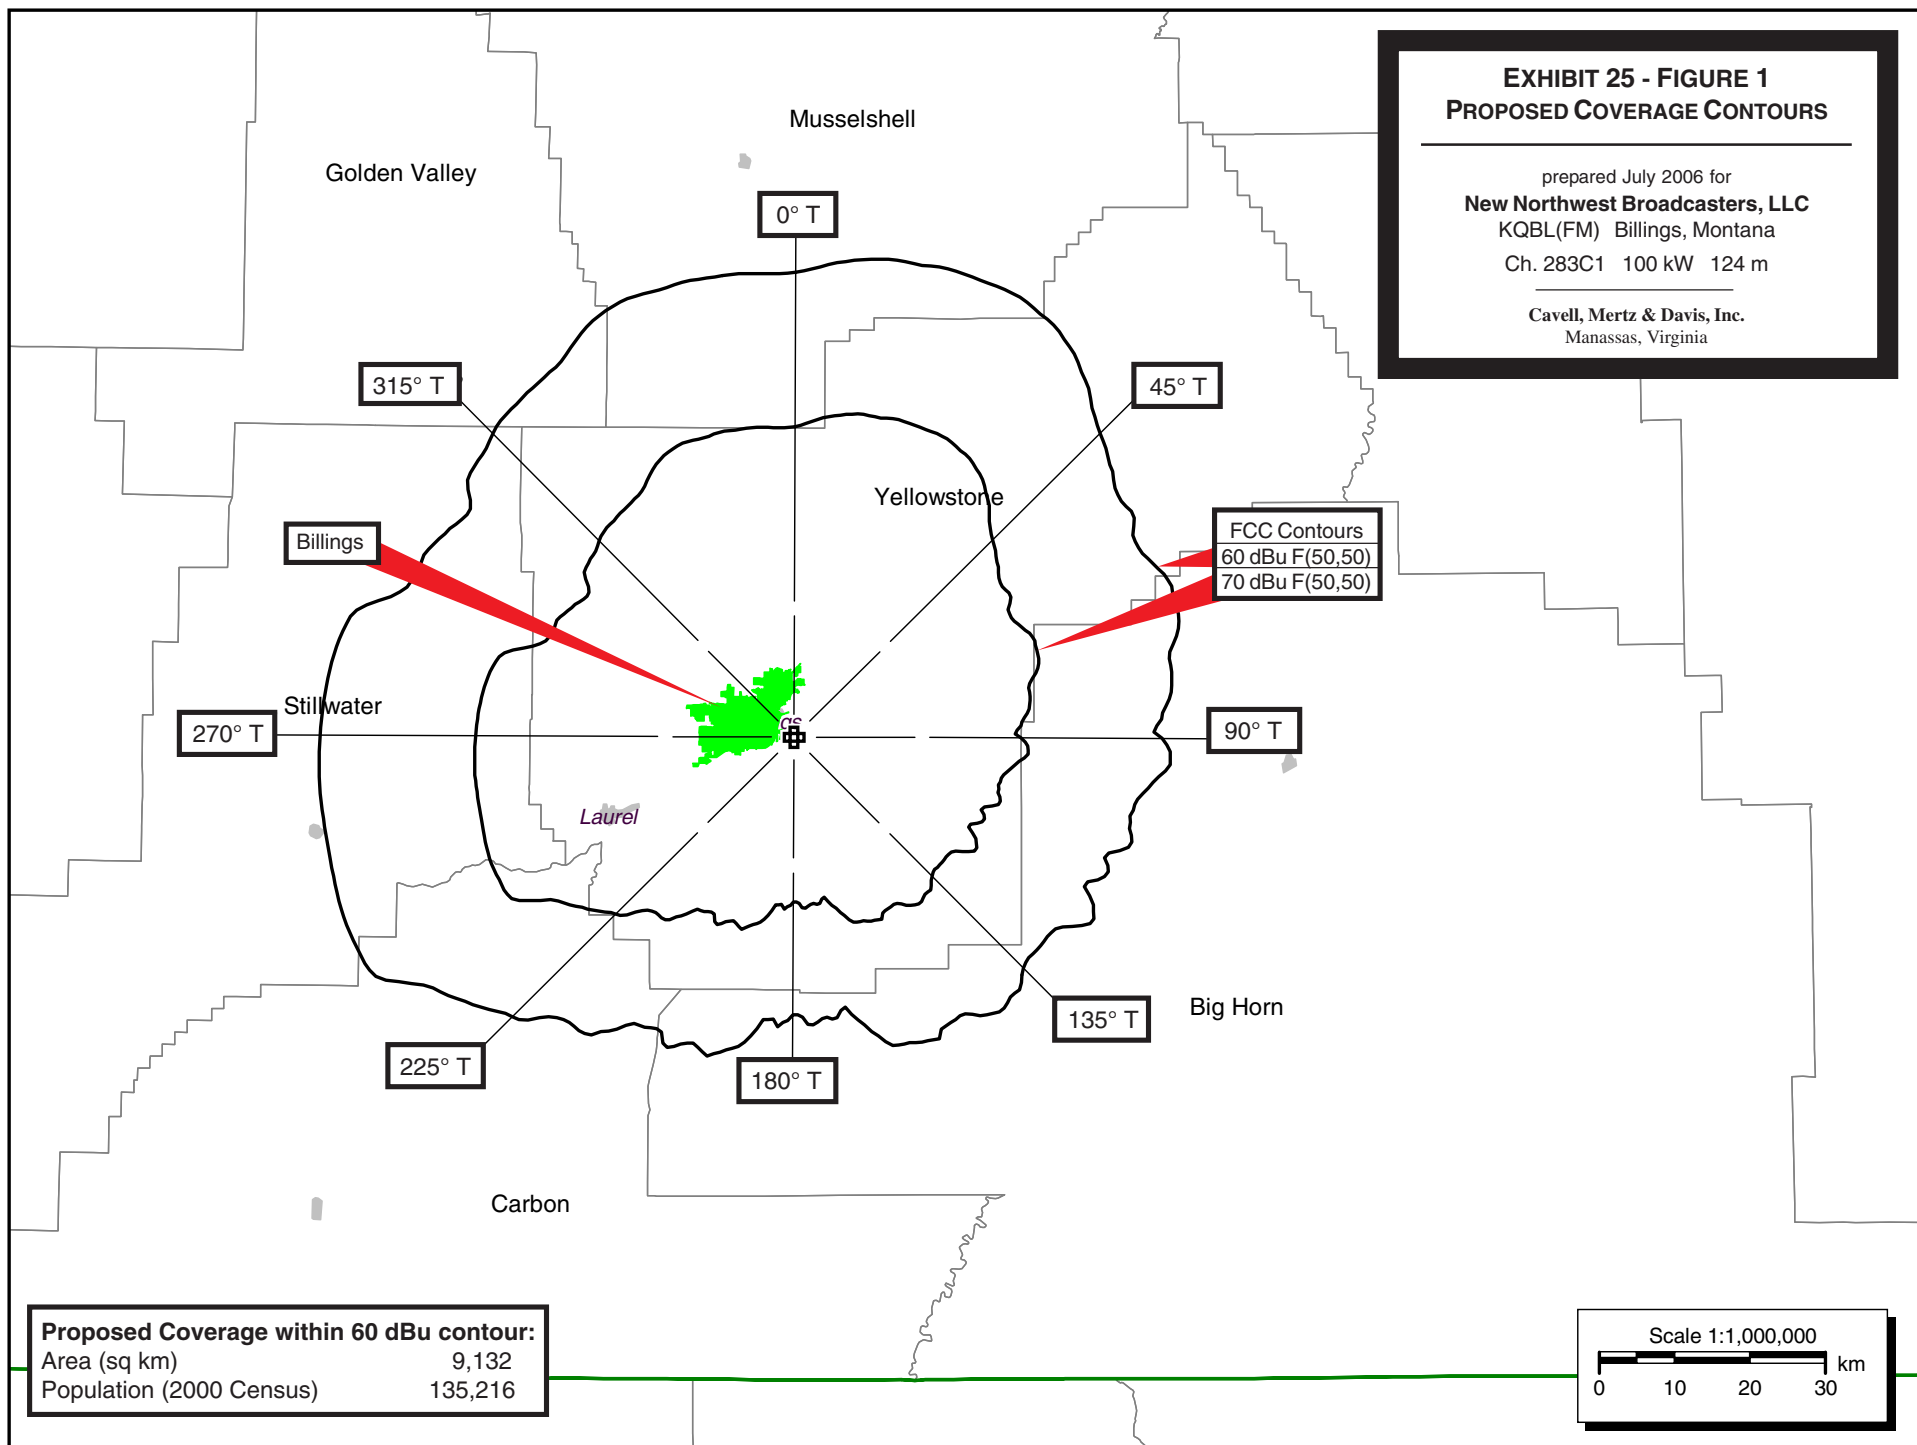 EXHIBIT 25 - FIGURE 1
PROPOSED COVERAGE CONTOURS
prepared July 2006 for
New Northwest Broadcasters, LLC
KQBL(FM) Billings, Montana
Ch. 283C1 100 kW 124 m
Cavell, Mertz & Davis, Inc.
Manassas, Virginia
Musselshell
Golden Valley
0° T
315° T
45° T
Yellowstone
Billings
FCC Contours
60 dBu F(50,50)
70 dBu F(50,50)
Stillwater
270° T
90° T
Laurel
Big Horn
135° T
225° T
180° T
Carbon
Proposed Coverage within 60 dBu contour:
Area (sq km) 9,132
Population (2000 Census) 135,216
Scale 1:1,000,000
km
0 10 20 30